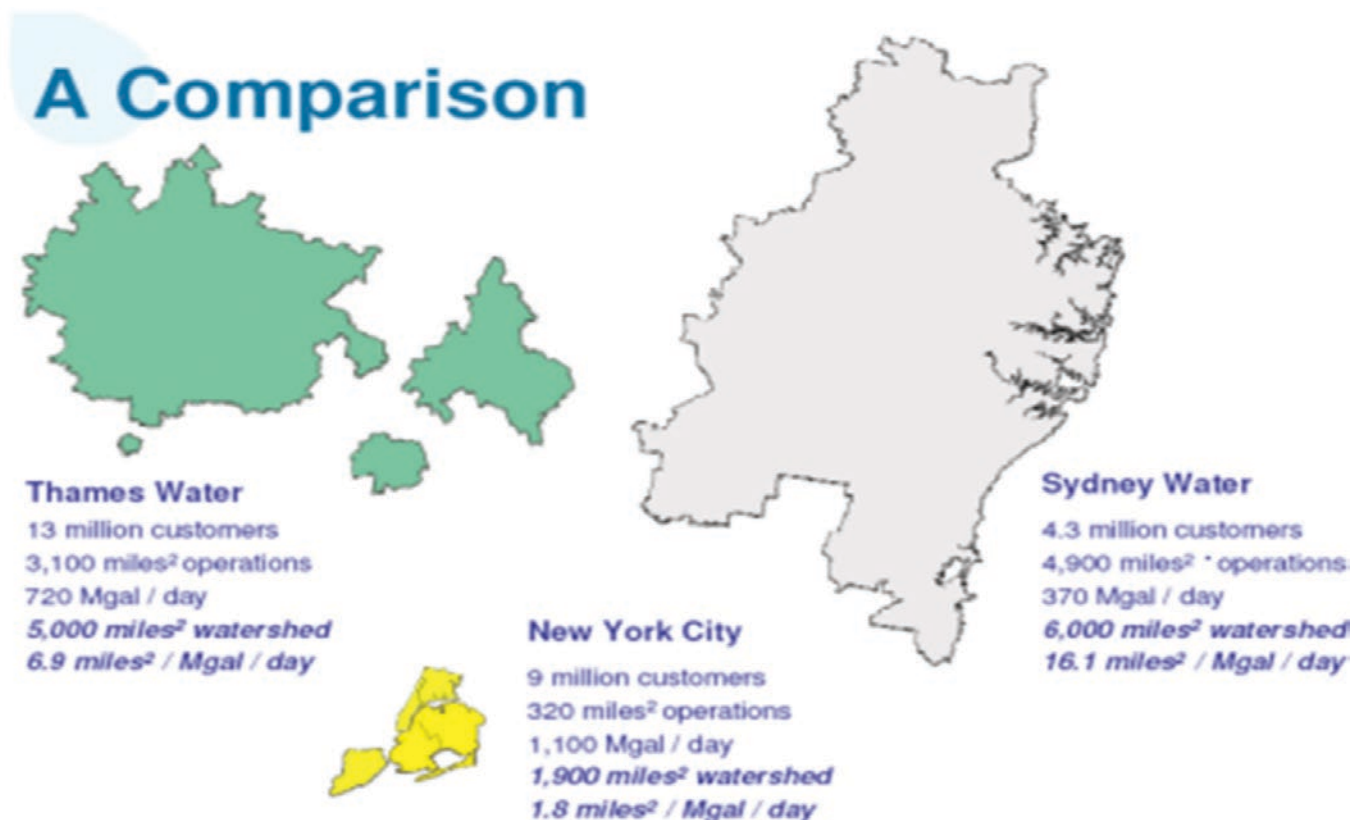 A Comparison
Thames Water
13 million customers
3,100 miles² operations
720 Mgal / day
5,000 miles² watershed
6.9 miles² / Mgal / day
New York City
9 million customers
320 miles² operations
1,100 Mgal / day
1,900 miles² watershed
1.8 miles² / Mgal / day
Sydney Water
4.3 million customers
4,900 miles² operations
370 Mgal / day
6,000 miles² watershed
16.1 miles² / Mgal / day